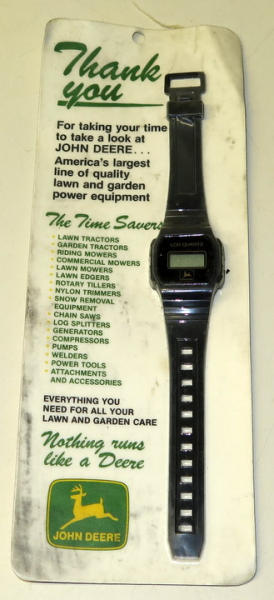 Thank
you
For taking your time
to take a look at
JOHN DEERE...
America's largest
line of quality
lawn and garden
power equipment
The Time Savers
LAWN TRACTORS
GARDEN TRACTORS
RIDING MOWERS
COMMERCIAL MOWERS
LAWN MOWERS
LAWN EDGERS
ROTARY TILLERS
NYLON TRIMMERS
SNOW REMOVAL
EQUIPMENT
CHAIN SAWS
LOG SPLITTERS
GENERATORS
COMPRESSORS
PUMPS
WELDERS
POWER TOOLS
ATTACHMENTS
AND ACCESSORIES
EVERYTHING YOU
NEED FOR ALL YOUR
LAWN AND GARDEN CARE
Nothing runs
like a Deere
JOHN DEERE
LCD QUARTZ